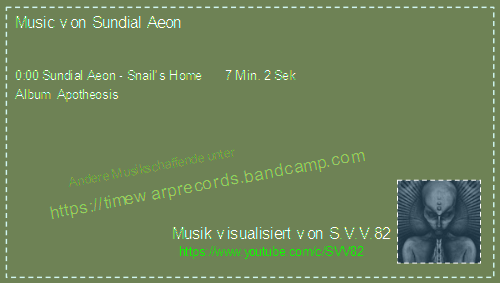 Music von Sundial Aeon
0:00 Sundial Aeon - Snail's Home 7 Min. 2 Sek
Album Apotheosis
Andere Musikschaffende unter
https://timewarprecords.bandcamp.com
Musik visualisiert von S.V.V.82
https://www.youtube.com/c/SVV82